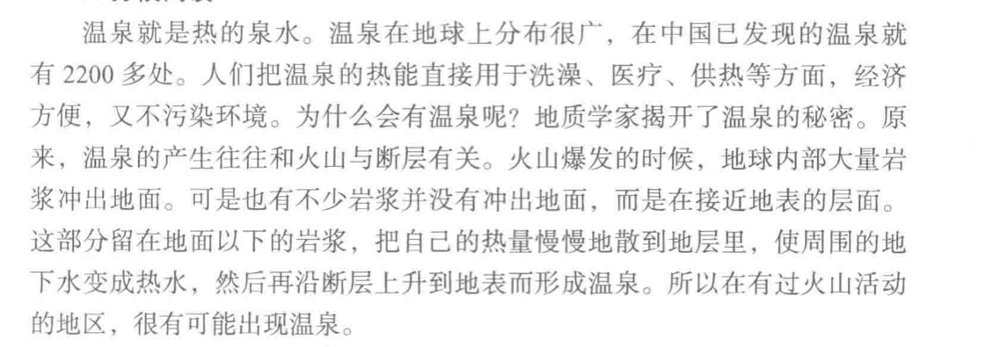 温泉就是热的泉水。温泉在地球上分布很广，在中国已发现的温泉就
有 2200 多处。人们把温泉的热能直接用于洗澡、医疗、供热等方面，经济
方便，又不污染环境。为什么会有温泉呢？地质学家揭开了温泉的秘密。原
来，温泉的产生往往和火山与断层有关。火山爆发的时候，地球内部大量岩
浆冲出地面。可是也有不少岩浆并没有冲出地面，而是在接近地表的层面。
这部分留在地面以下的岩浆，把自己的热量慢慢地散到地层里，使周围的地
下水变成热水，然后再沿断层上升到地表而形成温泉。所以在有过火山活动
的地区，很有可能出现温泉。